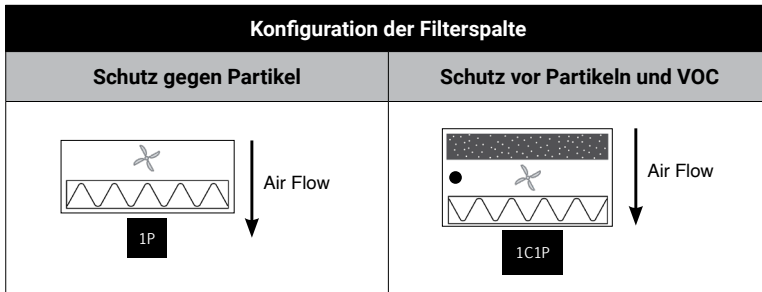 Konfiguration der Filterspalte
Schutz gegen Partikel
Schutz vor Partikeln und VOC
Air Flow
1P
Air Flow
1C1P